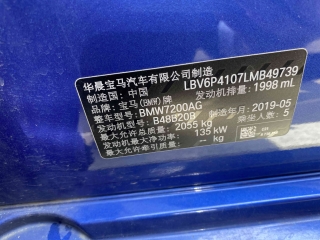 华晨宝马汽车有限公司制造
制造国：中国 LBV6P4107LMB49739
品牌：宝马(BMW)牌 发动机排量：1998 mL
整车型号：BMW7200AG
发动机型号：B48B20B 制造年月：2019-05
最大允许总质量：2055 kg 乘坐人数：5
发动机最大净功率：135 kW
最大允许牵引质量：-- kg